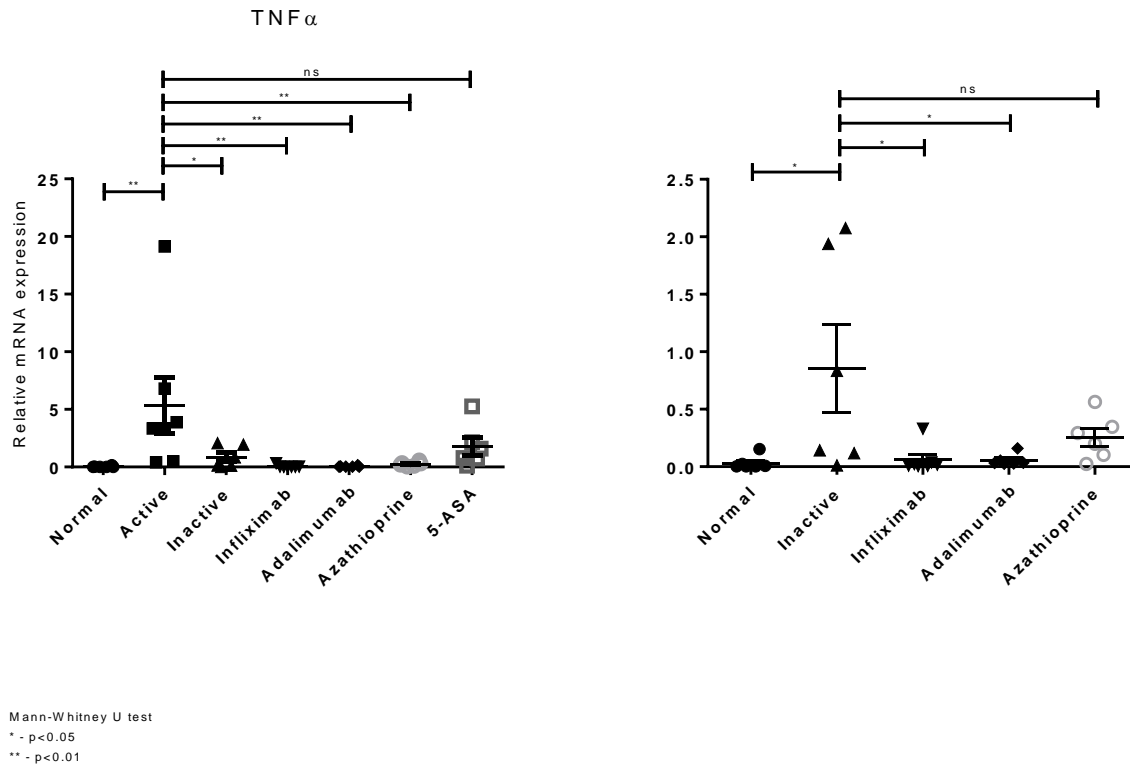 TNFα
ns
**
**
**
*
**
25
20
15
10
5
0
Relative mRNA expression
Normal
Active
Inactive
Infliximab
Adalimumab
Azathioprine
5-ASA
ns
*
*
*
2.5
2.0
1.5
1.0
0.5
0.0
Normal
Inactive
Infliximab
Adalimumab
Azathioprine
Mann-Whitney U test
* - p<0.05
** - p<0.01